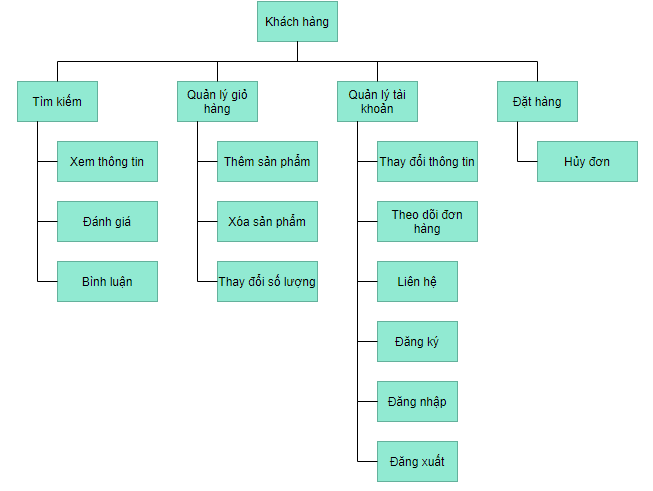 Khách hàng
Tìm kiếm
Quản lý giỏ
hàng
Quản lý tài
khoản
Đặt hàng
Xem thông tin
Thêm sản phẩm
Thay đổi thông tin
Hủy đơn
Đánh giá
Xóa sản phẩm
Theo dõi đơn
hàng
Bình luận
Thay đổi số lượng
Liên hệ
Đăng ký
Đăng nhập
Đăng xuất